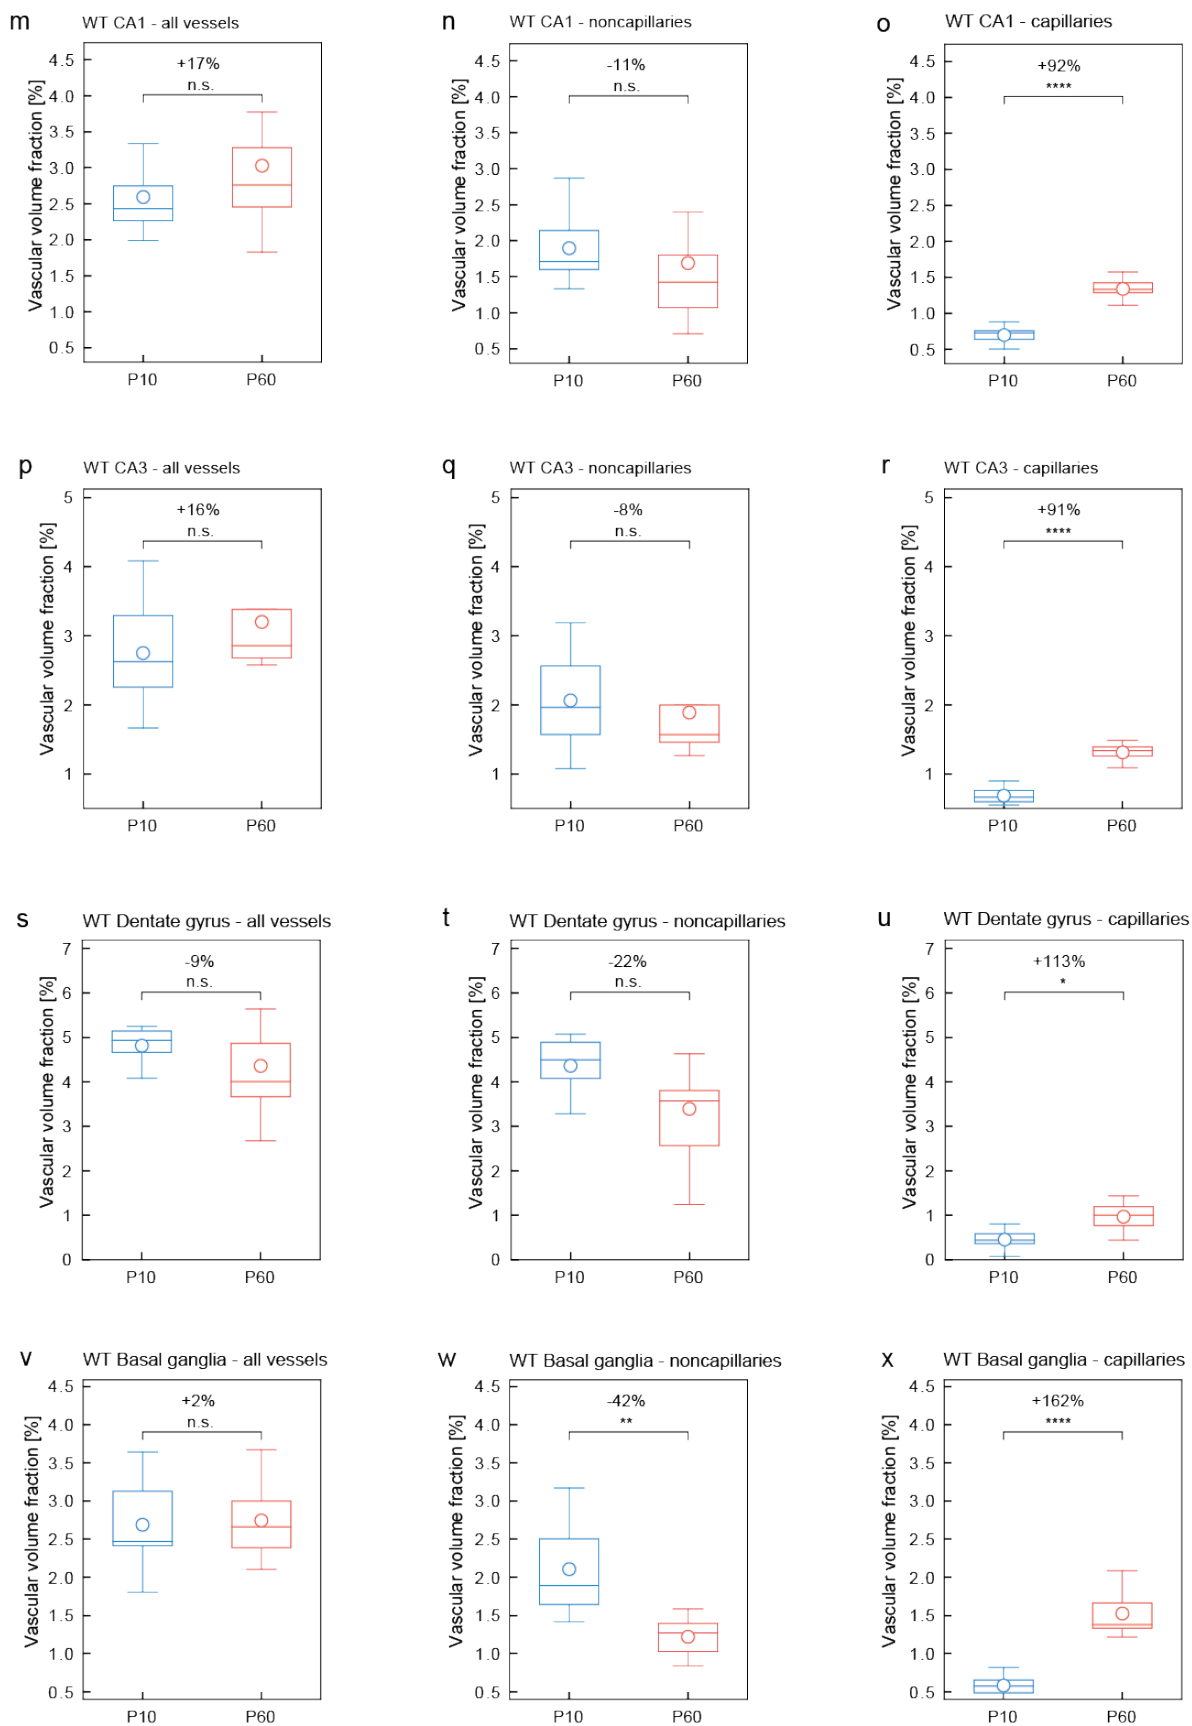 m WT CA1 - all vessels
Vascular volume fraction [%]
4.5
4.0
3.5
3.0
2.5
2.0
1.5
1.0
0.5
+17%
n.s.
P10 P60
n WT CA1 - noncapillaries
Vascular volume fraction [%]
4.5
4.0
3.5
3.0
2.5
2.0
1.5
1.0
0.5
-11%
n.s.
P10 P60
o WT CA1 - capillaries
Vascular volume fraction [%]
4.5
4.0
3.5
3.0
2.5
2.0
1.5
1.0
0.5
+92%
****
P10 P60
p WT CA3 - all vessels
Vascular volume fraction [%]
5
4
3
2
1
+16%
n.s.
P10 P60
q WT CA3 - noncapillaries
Vascular volume fraction [%]
5
4
3
2
1
-8%
n.s.
P10 P60
r WT CA3 - capillaries
Vascular volume fraction [%]
5
4
3
2
1
+91%
****
P10 P60
s WT Dentate gyrus - all vessels
Vascular volume fraction [%]
7
6
5
4
3
2
1
0
-9%
n.s.
P10 P60
t WT Dentate gyrus - noncapillaries
Vascular volume fraction [%]
7
6
5
4
3
2
1
0
-22%
n.s.
P10 P60
u WT Dentate gyrus - capillaries
Vascular volume fraction [%]
7
6
5
4
3
2
1
0
+113%
*
P10 P60
v WT Basal ganglia - all vessels
Vascular volume fraction [%]
4.5
4.0
3.5
3.0
2.5
2.0
1.5
1.0
0.5
+2%
n.s.
P10 P60
w WT Basal ganglia - noncapillaries
Vascular volume fraction [%]
4.5
4.0
3.5
3.0
2.5
2.0
1.5
1.0
0.5
-42%
**
P10 P60
x WT Basal ganglia - capillaries
Vascular volume fraction [%]
4.5
4.0
3.5
3.0
2.5
2.0
1.5
1.0
0.5
+162%
****
P10 P60